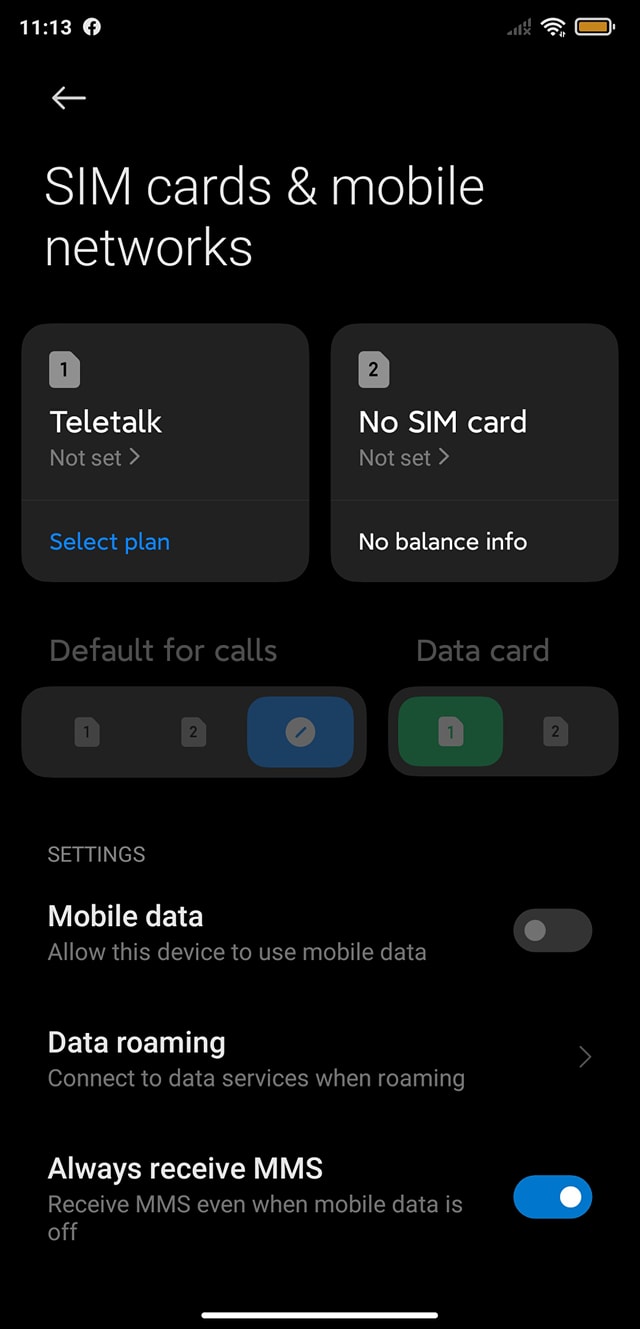 11:13
SIM cards & mobile
networks
1
Teletalk
Not set
Select plan
2
No SIM card
Not set
No balance info
Default for calls
1
2
Data card
1
2
SETTINGS
Mobile data
Allow this device to use mobile data
Data roaming
Connect to data services when roaming
Always receive MMS
Receive MMS even when mobile data is
off